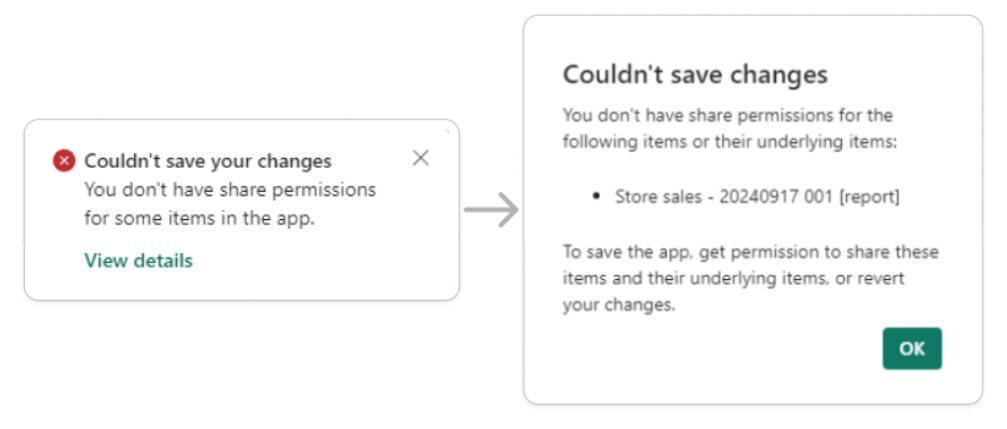 Couldn't save your changes
You don't have share permissions
for some items in the app.
View details
Couldn't save changes
You don't have share permissions for the
following items or their underlying items:
• Store sales - 20240917 001 [report]
To save the app, get permission to share these
items and their underlying items, or revert
your changes.
OK